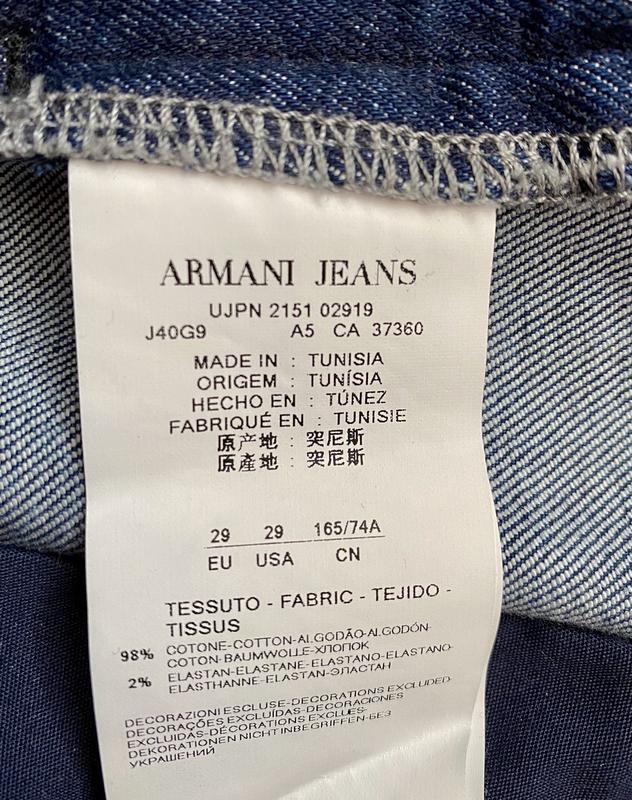 ARMANI JEANS
UJPN 2151 02919
J40G9 A5 CA 37360
MADE IN : TUNISIA
ORIGEM : TUNÍSIA
HECHO EN : TÚNEZ
FABRIQUÉ EN : TUNISIE
原产地 : 突尼斯
原產地 : 突尼斯
29 29 165/74A
EU USA CN
TESSUTO - FABRIC - TEJIDO -
TISSUS
98% COTONE-COTTON-ALGODÃO-ALGODÓN-
COTON-BAUMWOLLE-ХЛОПОК
2% ELASTAN-ELASTANE-ELASTANO-ELASTANO-
ELASTHANNE-ELASTAN-ЭЛАСТАН
DECORAZIONI ESCLUSE-DECORATIONS EXCLUDED-
DECORAÇÕES EXCLUÍDAS-DECORACIONES
EXCLUIDAS-DÉCORATIONS EXCLUES-
DEKORATIONEN NICHT INBEGRIFFEN-БЕЗ
УКРАШЕНИЙ